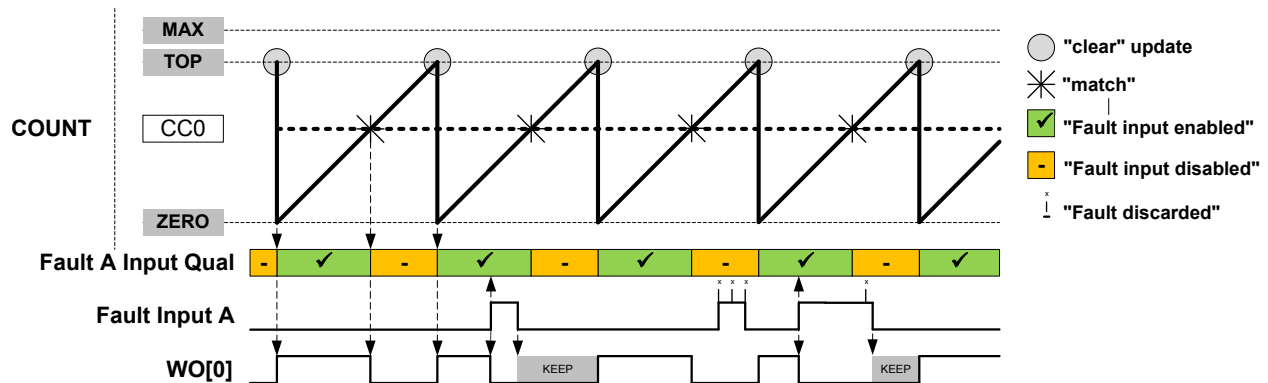 MAX
"clear" update
TOP
"match"
COUNT
CC0
"Fault input enabled"
- "Fault input disabled"
x
"Fault discarded"
ZERO
Fault A Input Qual - ✓ - ✓ - ✓ - ✓ - ✓
x x x x
Fault Input A
WO[0] KEEP KEEP